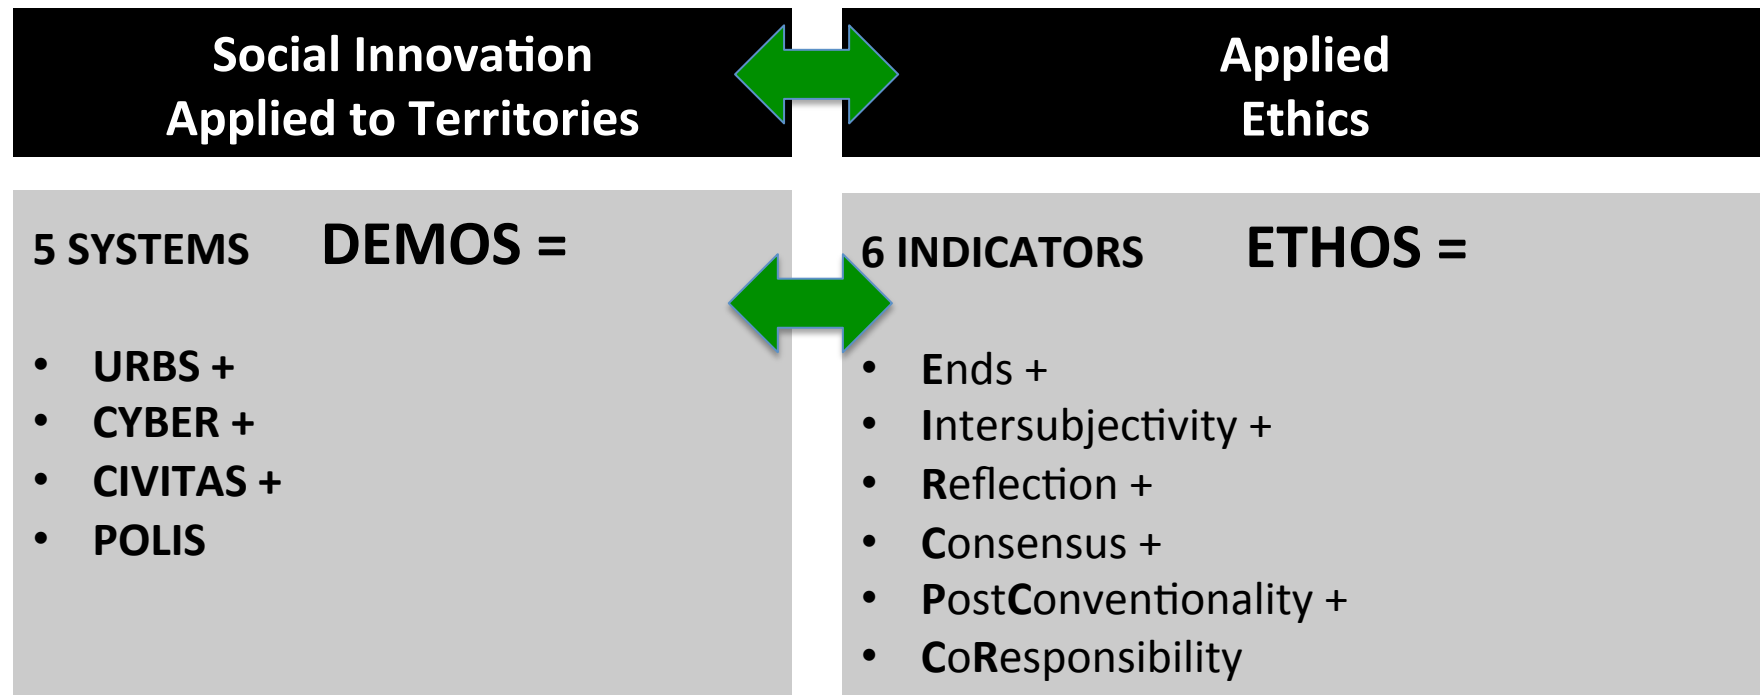 Social Innovation
Applied to Territories
Applied
Ethics
5 SYSTEMS DEMOS =
• URBS +
• CYBER +
• CIVITAS +
• POLIS
6 INDICATORS ETHOS =
• Ends +
• Intersubjectivity +
• Reflection +
• Consensus +
• PostConventionality +
• CoResponsibility